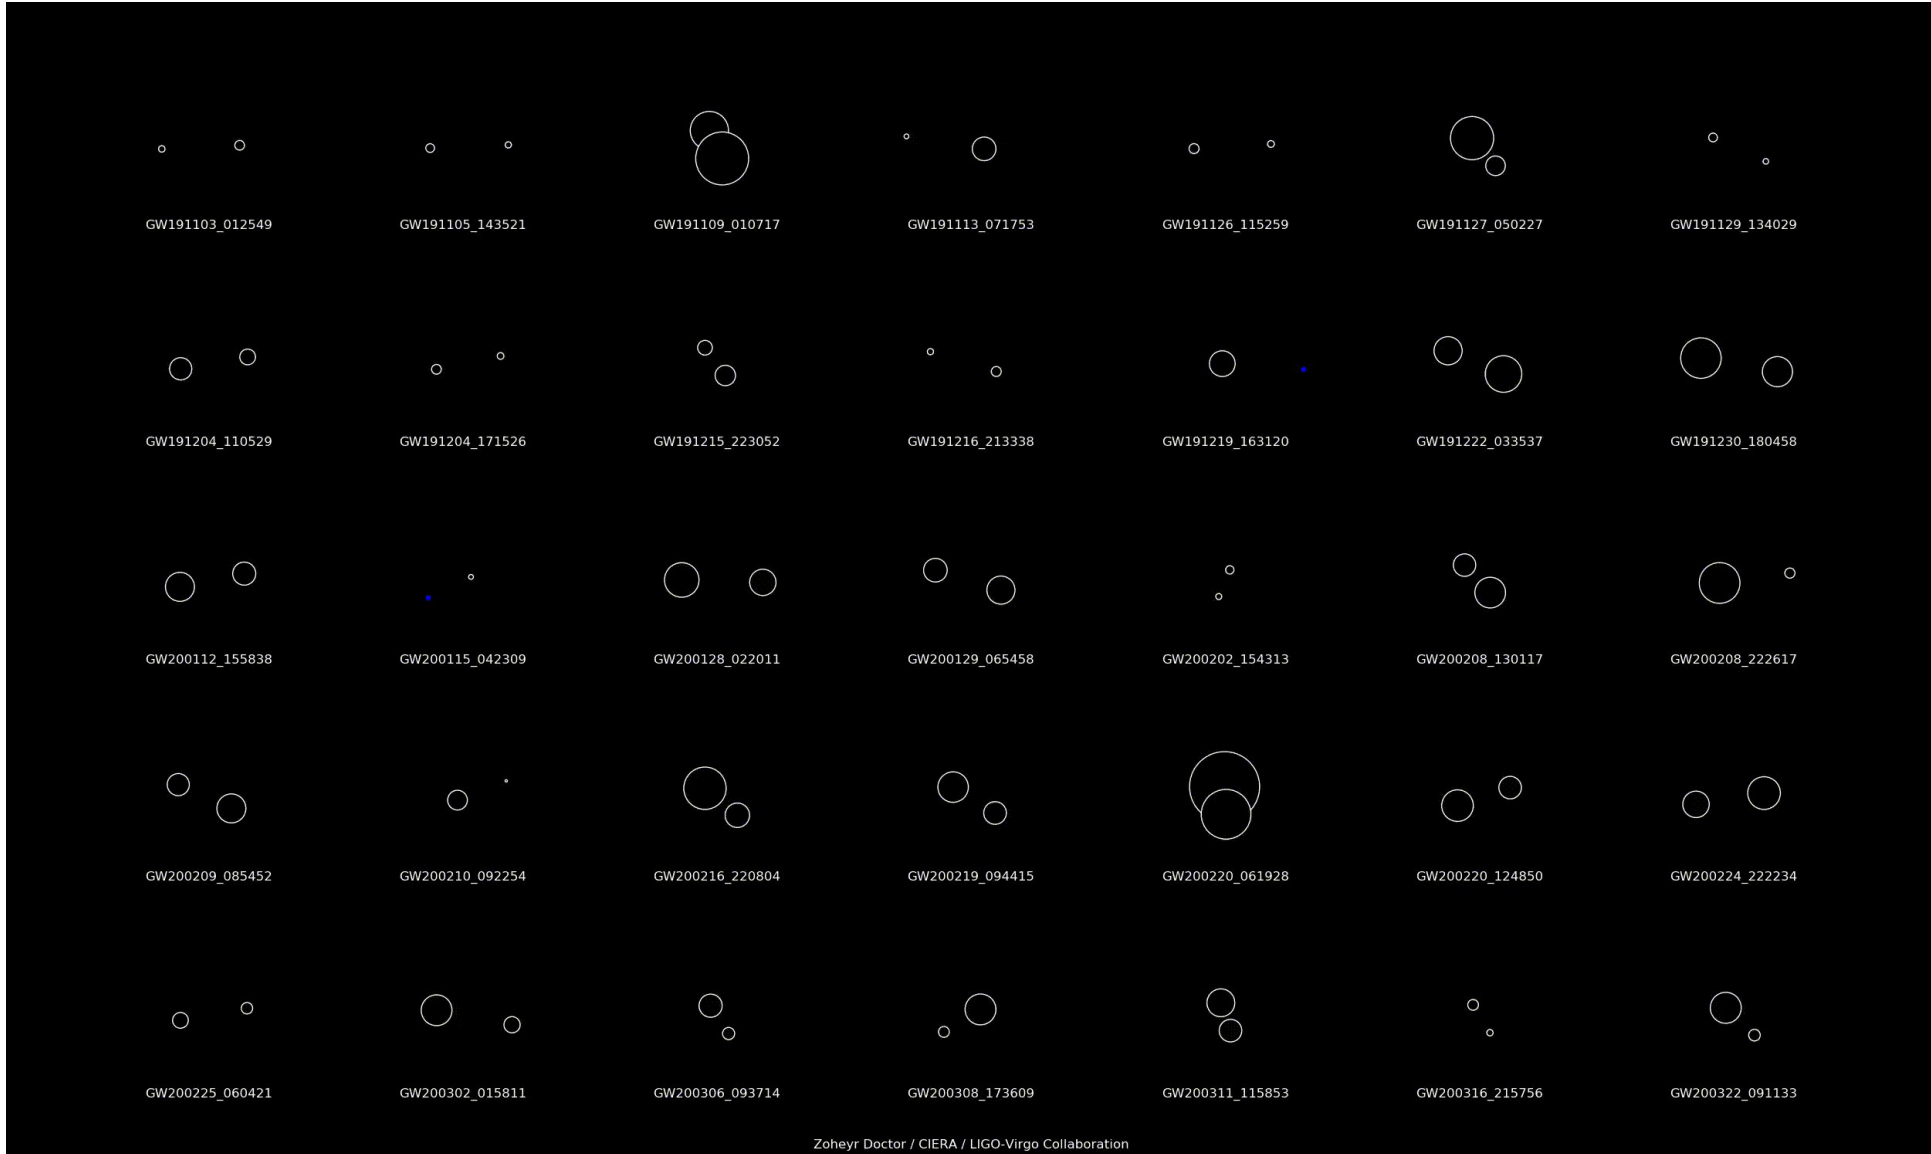 GW191103_012549 GW191105_143521 GW191109_010717 GW191113_071753 GW191126_115259 GW191127_050227 GW191129_134029
GW191204_110529 GW191204_171526 GW191215_223052 GW191216_213338 GW191219_163120 GW191222_033537 GW191230_180458
GW200112_155838 GW200115_042309 GW200128_022011 GW200129_065458 GW200202_154313 GW200208_130117 GW200208_222617
GW200209_085452 GW200210_092254 GW200216_220804 GW200219_094415 GW200220_061928 GW200220_124850 GW200224_222234
GW200225_060421 GW200302_015811 GW200306_093714 GW200308_173609 GW200311_115853 GW200316_215756 GW200322_091133
Zoheyr Doctor / CIERA / LIGO-Virgo Collaboration